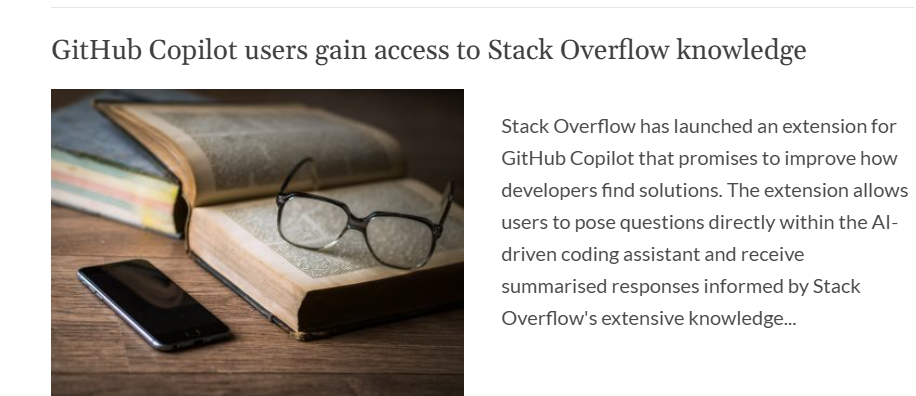 GitHub Copilot users gain access to Stack Overflow knowledge
Stack Overflow has launched an extension for
GitHub Copilot that promises to improve how
developers find solutions. The extension allows
users to pose questions directly within the AI-
driven coding assistant and receive
summarised responses informed by Stack
Overflow's extensive knowledge...